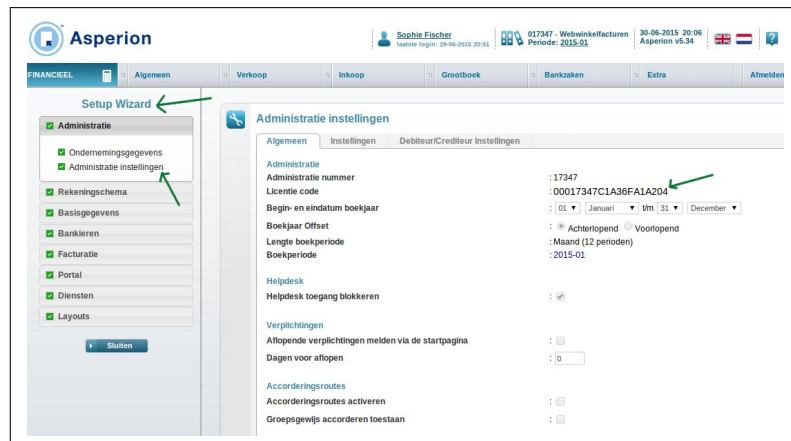 Asperion
Sophie Fischer
laatste login: 29-06-2015 20:51
017347 - Webwinkelfacturen
Periode: 2015-01
30-06-2015 20:06
Asperion v5.34
FINANCIEEL
Algemeen
Verkoop
Inkoop
Grootboek
Bankzaken
Extra
Afmelden
Setup Wizard
Administratie
Ondernemingsgegevens
Administratie instellingen
Rekeningschema
Basisgegevens
Bankieren
Facturatie
Portal
Diensten
Layouts
Sluiten
Administratie instellingen
Algemeen Instellingen Debiteur/Crediteur Instellingen
Administratie
Administratie nummer : 17347
Licentie code : 00017347C1A36FA1A204
Begin- en eindatum boekjaar : 01 Januari t/m 31 December
Boekjaar Offset : Achterlopend Voorlopend
Lengte boekperiode : Maand (12 perioden)
Boekperiode : 2015-01
Helpdesk
Helpdesk toegang blokkeren :
Verplichtingen
Aflopende verplichtingen melden via de startpagina :
Dagen voor aflopen : 0
Accorderingsroutes
Accorderingsroutes activeren :
Groepsgewijs accorderen toestaan :